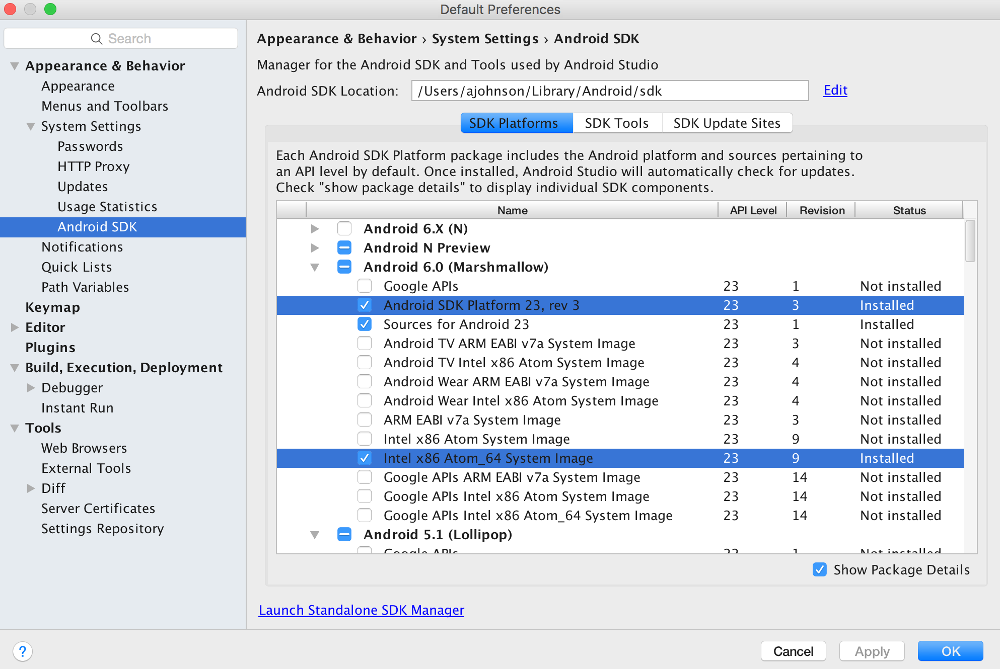 Default Preferences
Search
Appearance & Behavior
Appearance
Menus and Toolbars
System Settings
Passwords
HTTP Proxy
Updates
Usage Statistics
Android SDK
Notifications
Quick Lists
Path Variables
Keymap
Editor
Plugins
Build, Execution, Deployment
Debugger
Instant Run
Tools
Web Browsers
External Tools
Diff
Server Certificates
Settings Repository
Appearance & Behavior › System Settings › Android SDK
Manager for the Android SDK and Tools used by Android Studio
Android SDK Location: /Users/ajohnson/Library/Android/sdk Edit
SDK Platforms SDK Tools SDK Update Sites
Each Android SDK Platform package includes the Android platform and sources pertaining to
an API level by default. Once installed, Android Studio will automatically check for updates.
Check "show package details" to display individual SDK components.
Name API Level Revision Status
Android 6.X (N)
Android N Preview
Android 6.0 (Marshmallow)
Google APIs 23 1 Not installed
Android SDK Platform 23, rev 3 23 3 Installed
Sources for Android 23 23 1 Installed
Android TV ARM EABI v7a System Image 23 3 Not installed
Android TV Intel x86 Atom System Image 23 4 Not installed
Android Wear ARM EABI v7a System Image 23 4 Not installed
Android Wear Intel x86 Atom System Image 23 4 Not installed
ARM EABI v7a System Image 23 3 Not installed
Intel x86 Atom System Image 23 9 Not installed
Intel x86 Atom_64 System Image 23 9 Installed
Google APIs ARM EABI v7a System Image 23 14 Not installed
Google APIs Intel x86 Atom System Image 23 14 Not installed
Google APIs Intel x86 Atom_64 System Image 23 14 Not installed
Android 5.1 (Lollipop)
Google APIs 22 1 Not installed
Show Package Details
Launch Standalone SDK Manager
? Cancel Apply OK